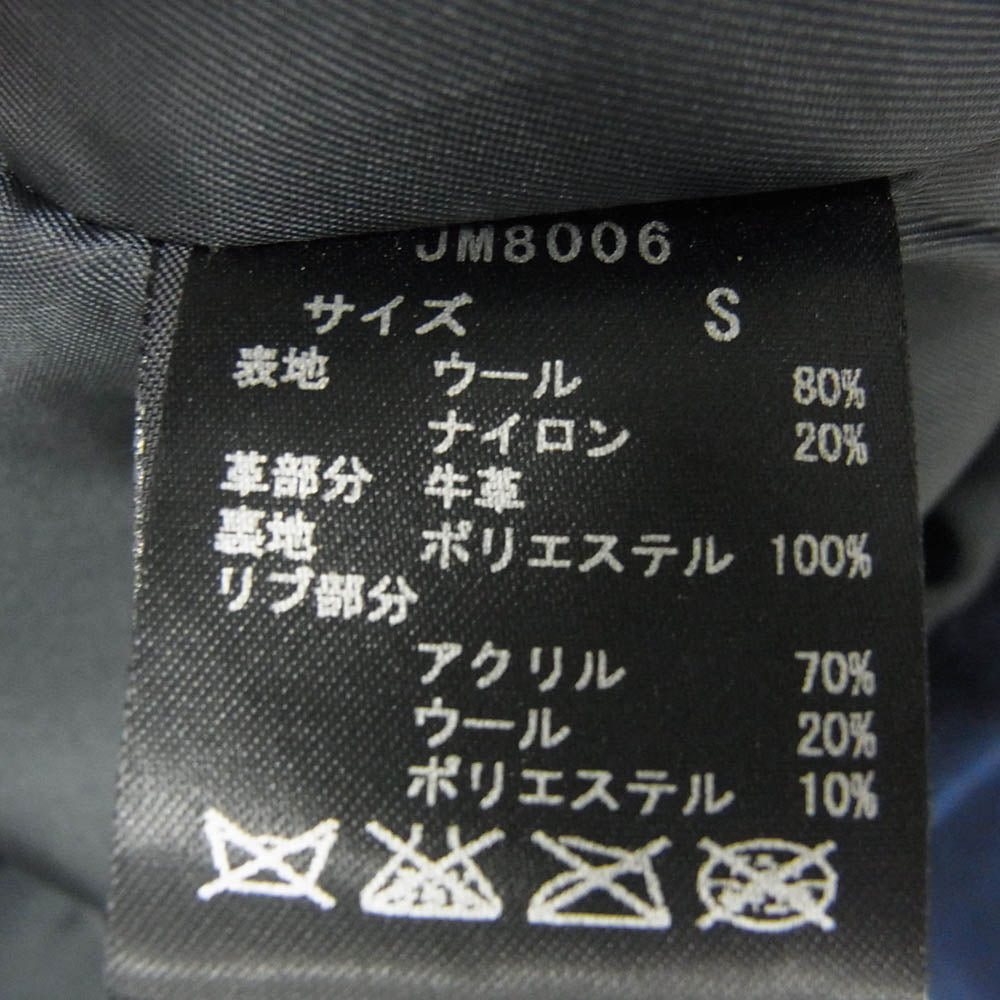 JM8006
サイズ S
表地 ウール 80%
ナイロン 20%
革部分 牛革
裏地 ポリエステル 100%
リブ部分
アクリル 70%
ウール 20%
ポリエステル 10%